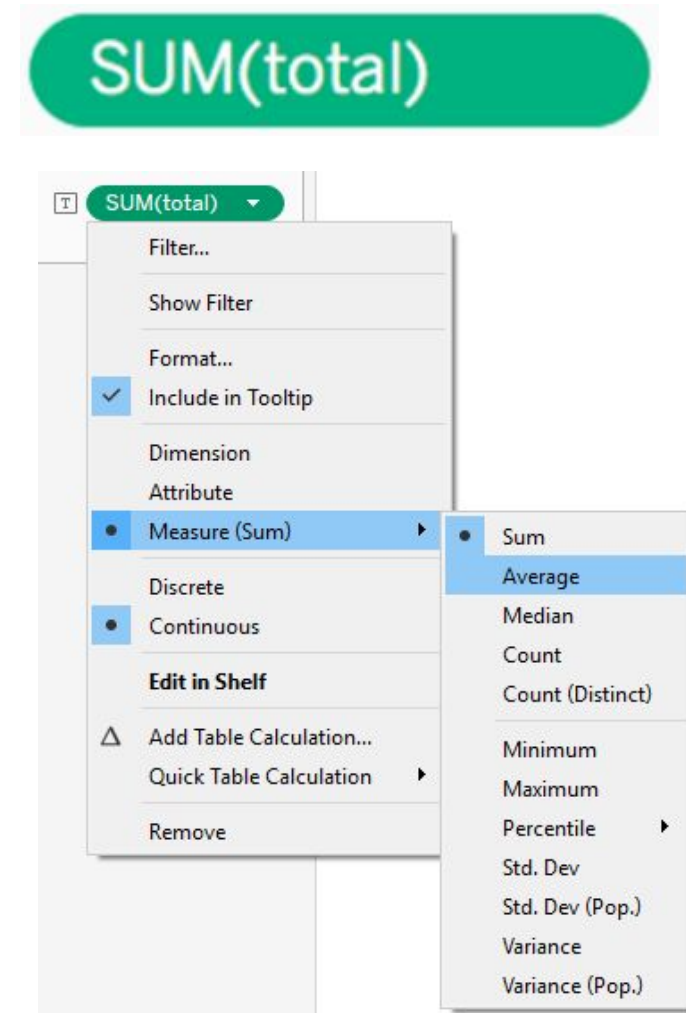 SUM(total)
T SUM(total)
Filter...
Show Filter
Format...
Include in Tooltip
Dimension
Attribute
Measure (Sum)
Discrete
Continuous
Edit in Shelf
Add Table Calculation...
Quick Table Calculation
Remove
Sum
Average
Median
Count
Count (Distinct)
Minimum
Maximum
Percentile
Std. Dev
Std. Dev (Pop.)
Variance
Variance (Pop.)